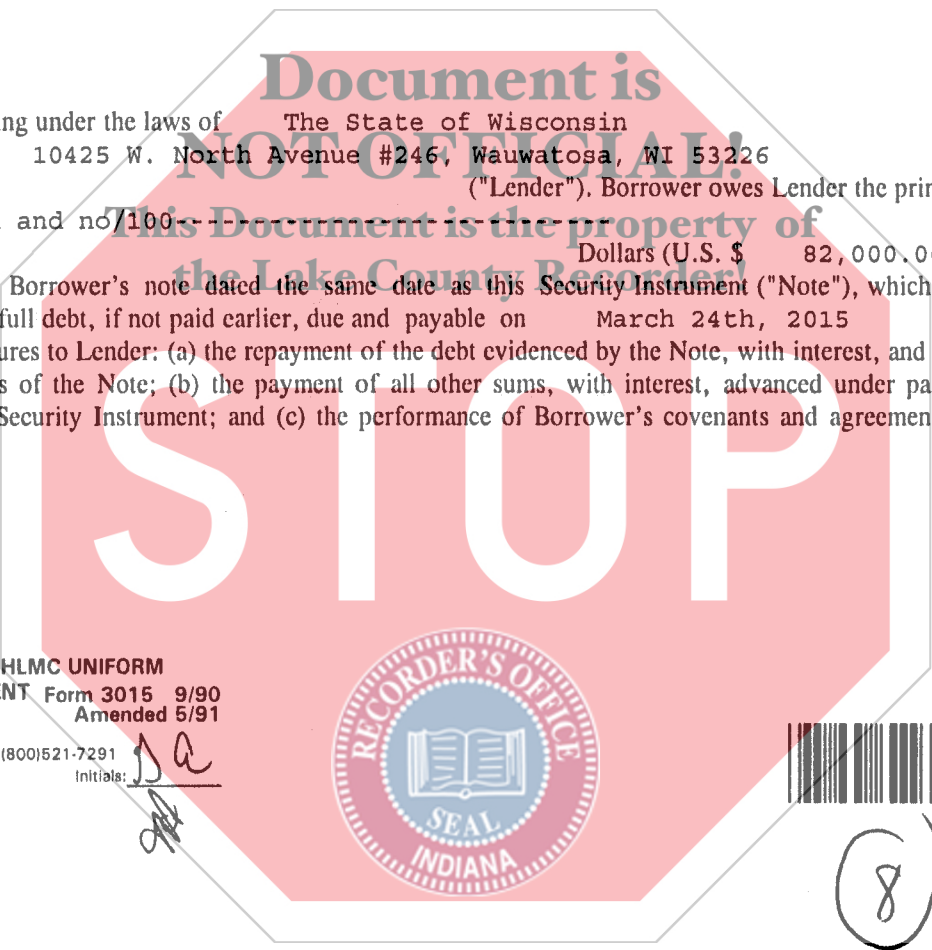 Document is
ng under the laws of The State of Wisconsin
NOT OFFICIAL!
10425 W. North Avenue #246, Wauwatosa, WI 53226
("Lender"). Borrower owes Lender the prin
and no/100-----------------------------
This Document is the property of
Dollars (U.S. $ 82,000.0
the Lake County Recorder!
Borrower's note dated the same date as this Security Instrument ("Note"), which
full debt, if not paid earlier, due and payable on March 24th, 2015
ures to Lender: (a) the repayment of the debt evidenced by the Note, with interest, and
s of the Note; (b) the payment of all other sums, with interest, advanced under pa
Security Instrument; and (c) the performance of Borrower's covenants and agreemen
STOP
HLMC UNIFORM
ENT Form 3015 9/90
Amended 5/91
(800)521-7291
Initials:
RECORDER'S OFFICE
SEAL
INDIANA
8